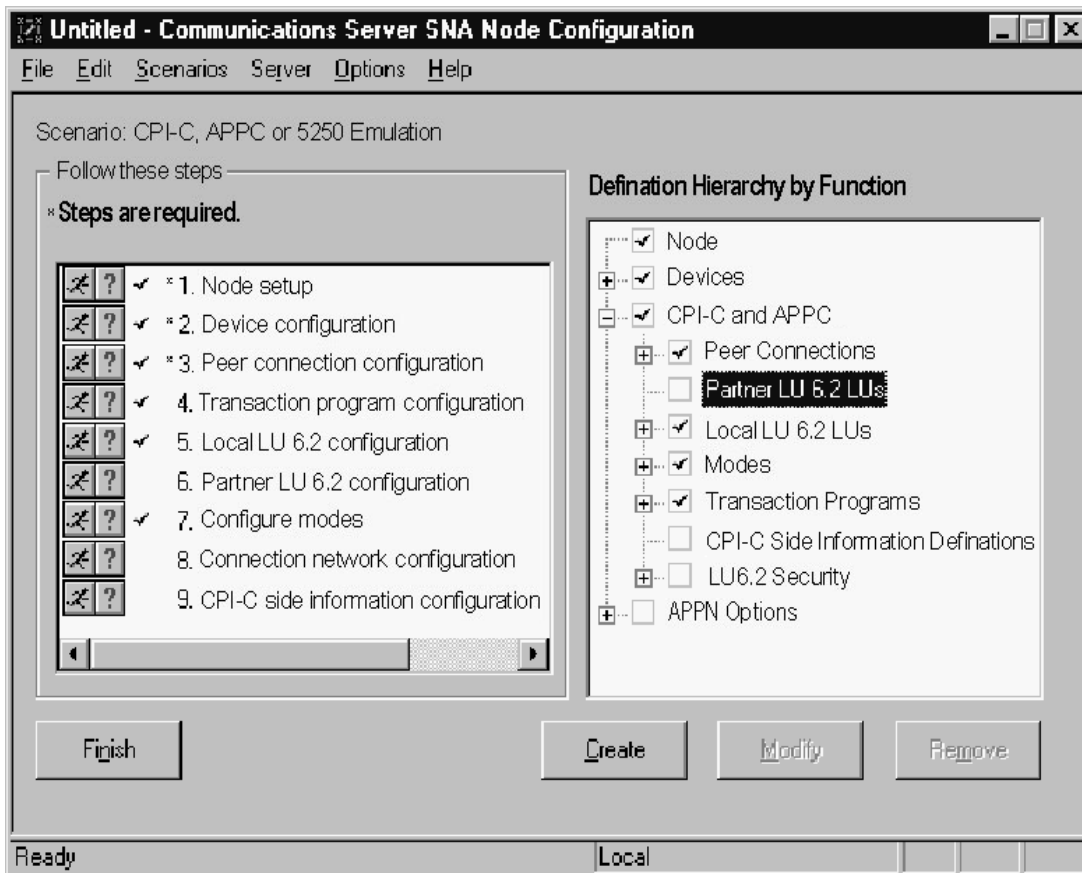 Untitled - Communications Server SNA Node Configuration
File Edit Scenarios Server Options Help
Scenario: CPI-C, APPC or 5250 Emulation
Follow these steps
* Steps are required.
? * 1. Node setup
? * 2. Device configuration
? * 3. Peer connection configuration
? 4. Transaction program configuration
? 5. Local LU 6.2 configuration
? 6. Partner LU 6.2 configuration
? 7. Configure modes
? 8. Connection network configuration
? 9. CPI-C side information configuration
Defination Hierarchy by Function
Node
Devices
CPI-C and APPC
Peer Connections
Partner LU 6.2 LUs
Local LU 6.2 LUs
Modes
Transaction Programs
CPI-C Side Information Definations
LU6.2 Security
APPN Options
Finish
Create
Modify
Remove
Ready
Local